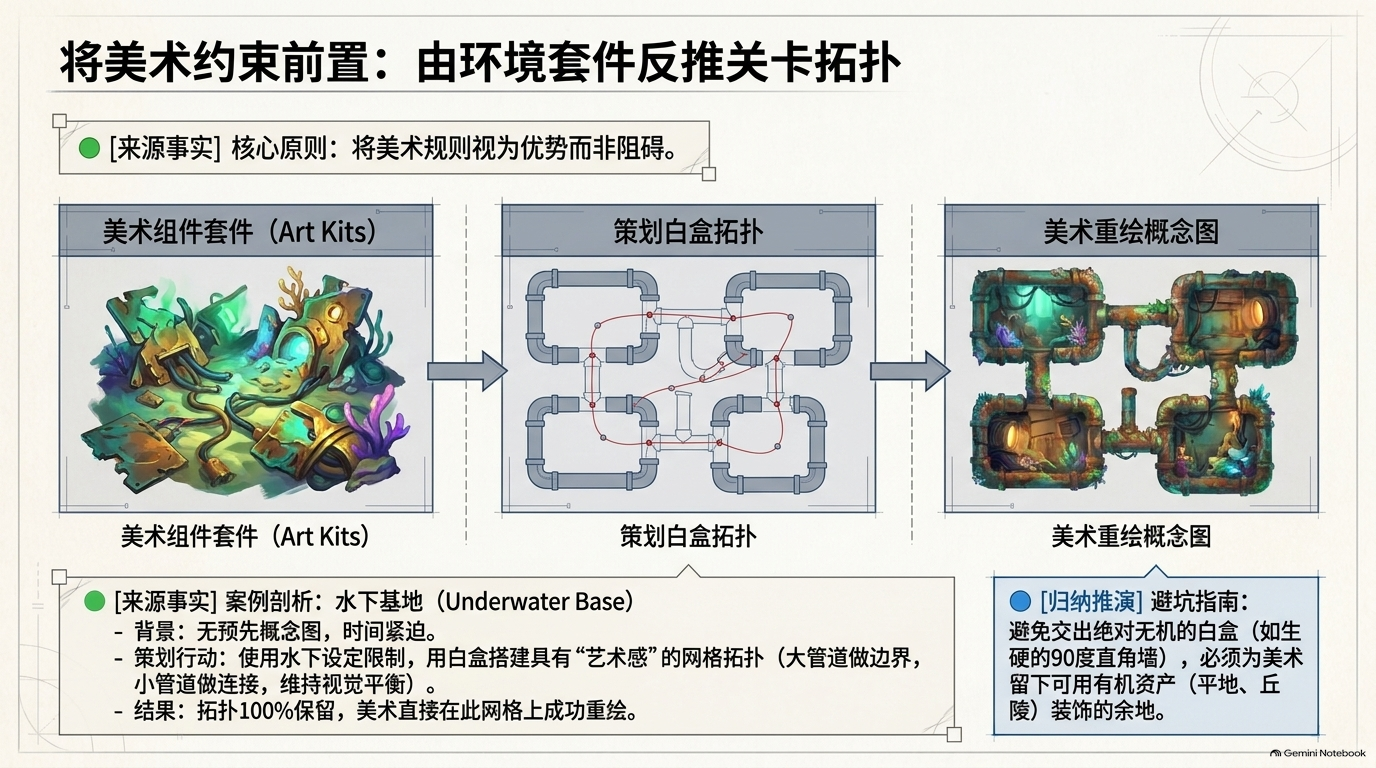 将美术约束前置：由环境套件反推关卡拓扑
[来源事实] 核心原则：将美术规则视为优势而非阻碍。
美术组件套件（Art Kits）
策划白盒拓扑
美术重绘概念图
美术组件套件（Art Kits）
策划白盒拓扑
美术重绘概念图
[来源事实] 案例剖析：水下基地（Underwater Base）
- 背景：无预先概念图，时间紧迫。
- 策划行动：使用水下设定限制，用白盒搭建具有“艺术感”的网格拓扑（大管道做边界，
小管道做连接，维持视觉平衡）。
- 结果：拓扑100%保留，美术直接在此网格上成功重绘。
[归纳推演] 避坑指南：
避免交出绝对无机的白盒（如生
硬的90度直角墙），必须为美术
留下可用有机资产（平地、丘
陵）装饰的余地。
Gemini Notebook